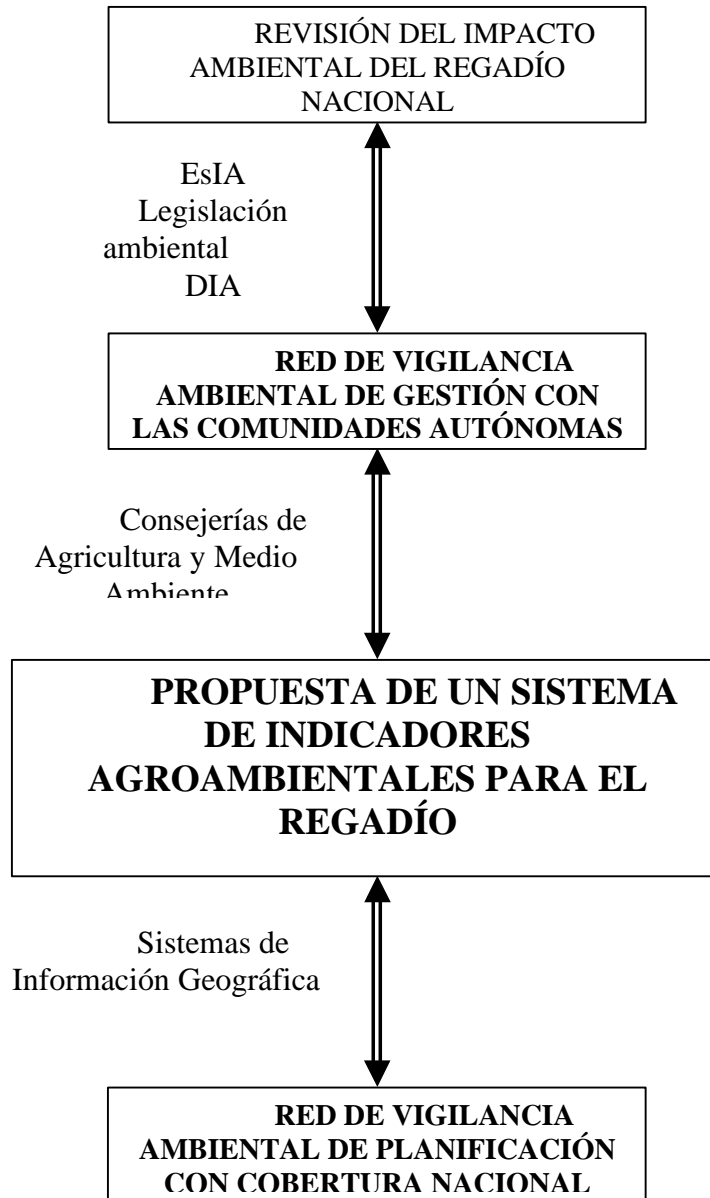 REVISIÓN DEL IMPACTO
AMBIENTAL DEL REGADÍO
NACIONAL
EsIA
Legislación
ambiental
DIA
RED DE VIGILANCIA
AMBIENTAL DE GESTIÓN CON
LAS COMUNIDADES AUTÓNOMAS
Consejerías de
Agricultura y Medio
Ambiente
PROPUESTA DE UN SISTEMA
DE INDICADORES
AGROAMBIENTALES PARA EL
REGADÍO
Sistemas de
Información Geográfica
RED DE VIGILANCIA
AMBIENTAL DE PLANIFICACIÓN
CON COBERTURA NACIONAL